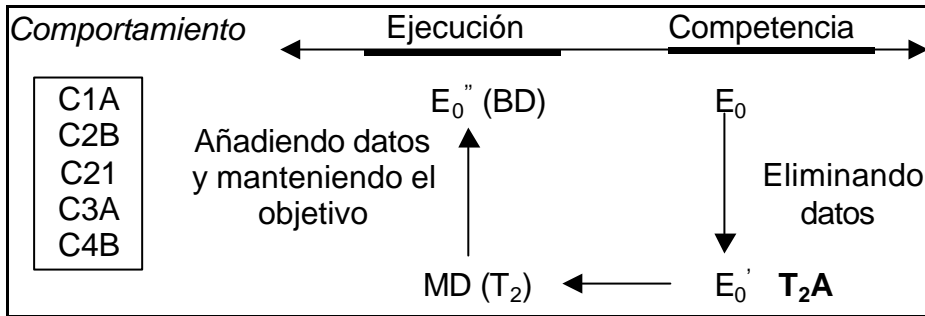 Comportamiento Ejecución Competencia
C1A
C2B
C21
C3A
C4B
Añadiendo datos
y manteniendo el
objetivo
E₀” (BD)
MD (T₂)
E₀
Eliminando
datos
E₀’ T₂A